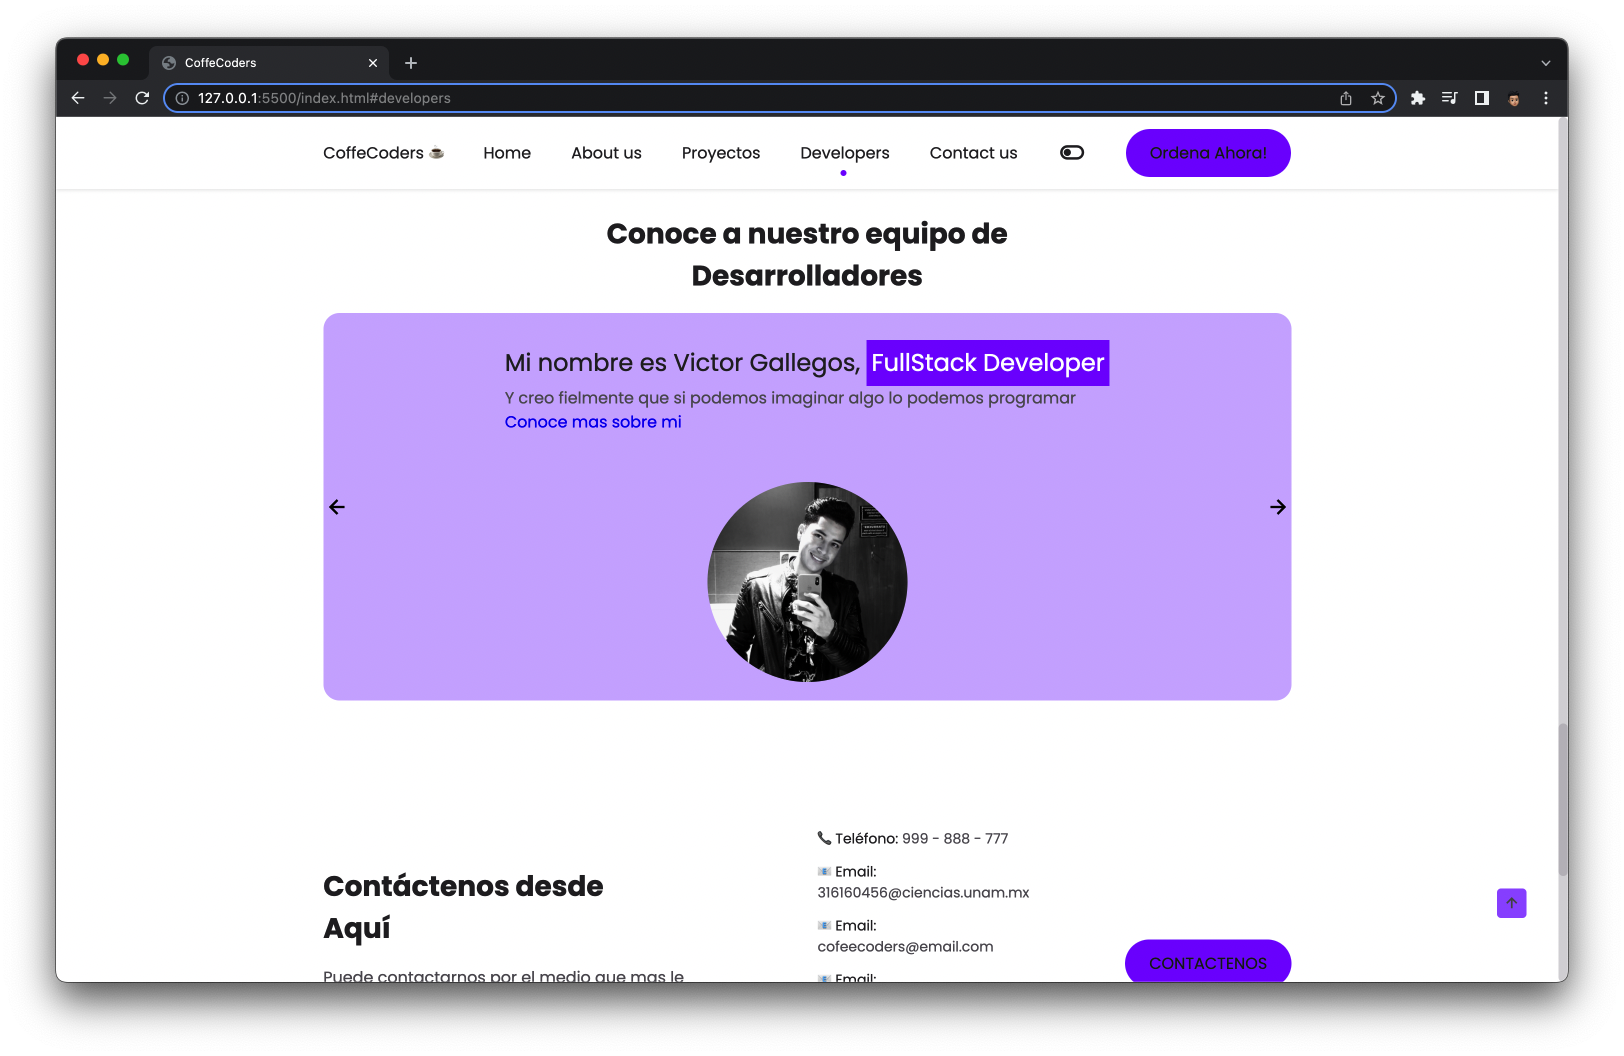 CoffeCoders
127.0.0.1:5500/index.html#developers
CoffeCoders Home About us Proyectos Developers Contact us Ordena Ahora!
Conoce a nuestro equipo de
Desarrolladores
Mi nombre es Victor Gallegos, FullStack Developer
Y creo fielmente que si podemos imaginar algo lo podemos programar
Conoce mas sobre mi
Contáctenos desde
Aquí
Puede contactarnos por el medio que mas le
Teléfono: 999 - 888 - 777
Email:
316160456@ciencias.unam.mx
Email:
cofeecoders@email.com
Email:
CONTACTENOS